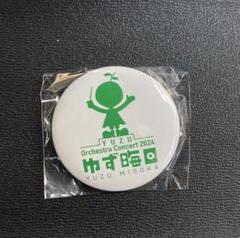 YUZU
Orchestra Concert 2024
ゆず晦日
YUZU MISOKA